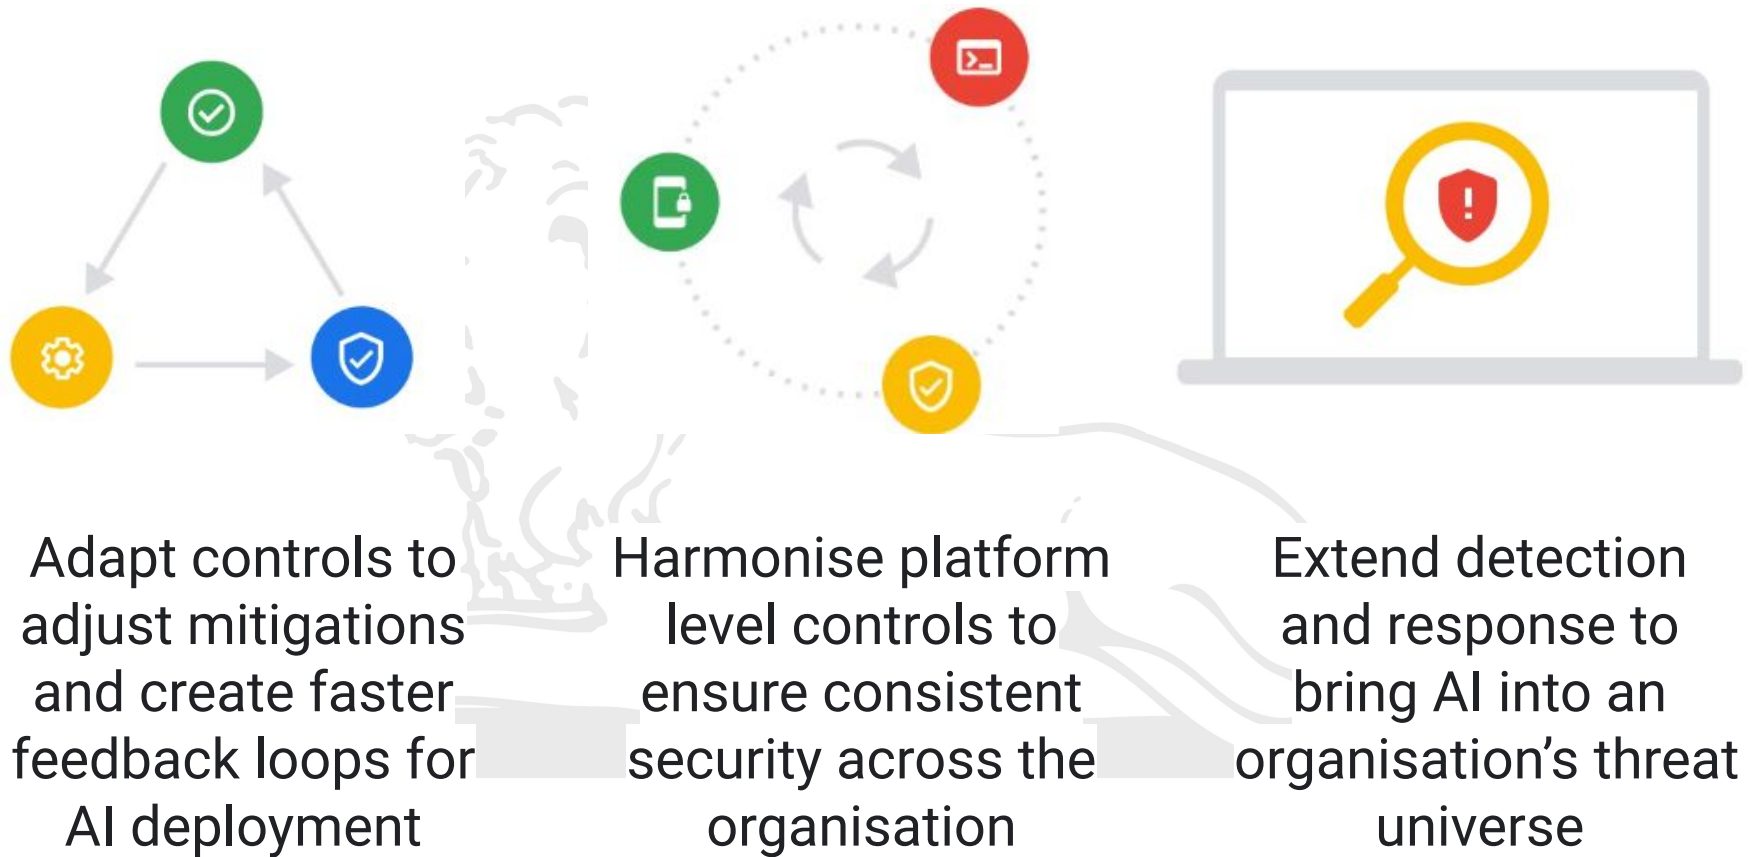 Adapt controls to
adjust mitigations
and create faster
feedback loops for
AI deployment
Harmonise platform
level controls to
ensure consistent
security across the
organisation
Extend detection
and response to
bring AI into an
organisation’s threat
universe